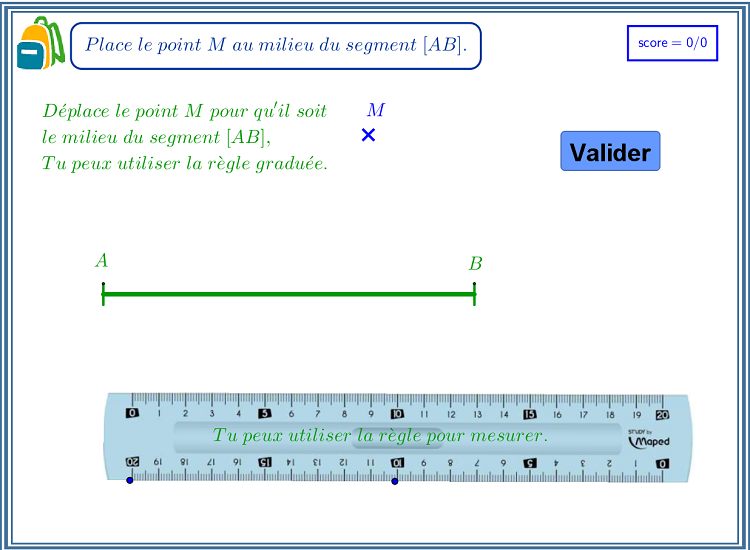 Place le point M au milieu du segment [AB].
score = 0/0
Déplace le point M pour qu'il soit
le milieu du segment [AB],
Tu peux utiliser la règle graduée.
M
Valider
A
B
0 1 2 3 4 5 6 7 8 9 10 11 12 13 14 15 16 17 18 19 20
Tu peux utiliser la règle pour mesurer.
STUDY by
Maped
20 19 18 17 16 15 14 13 12 11 10 9 8 7 6 5 4 3 2 1 0